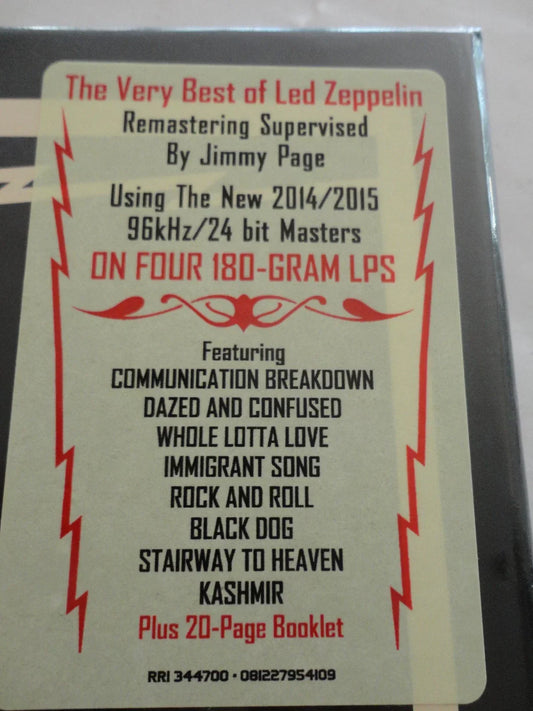 The Very Best of Led Zeppelin
Remastering Supervised
By Jimmy Page
Using The New 2014/2015
96kHz/24 bit Masters
ON FOUR 180-GRAM LPS
Featuring
COMMUNICATION BREAKDOWN
DAZED AND CONFUSED
WHOLE LOTTA LOVE
IMMIGRANT SONG
ROCK AND ROLL
BLACK DOG
STAIRWAY TO HEAVEN
KASHMIR
Plus 20-Page Booklet
RR1 344700 • 081227954109